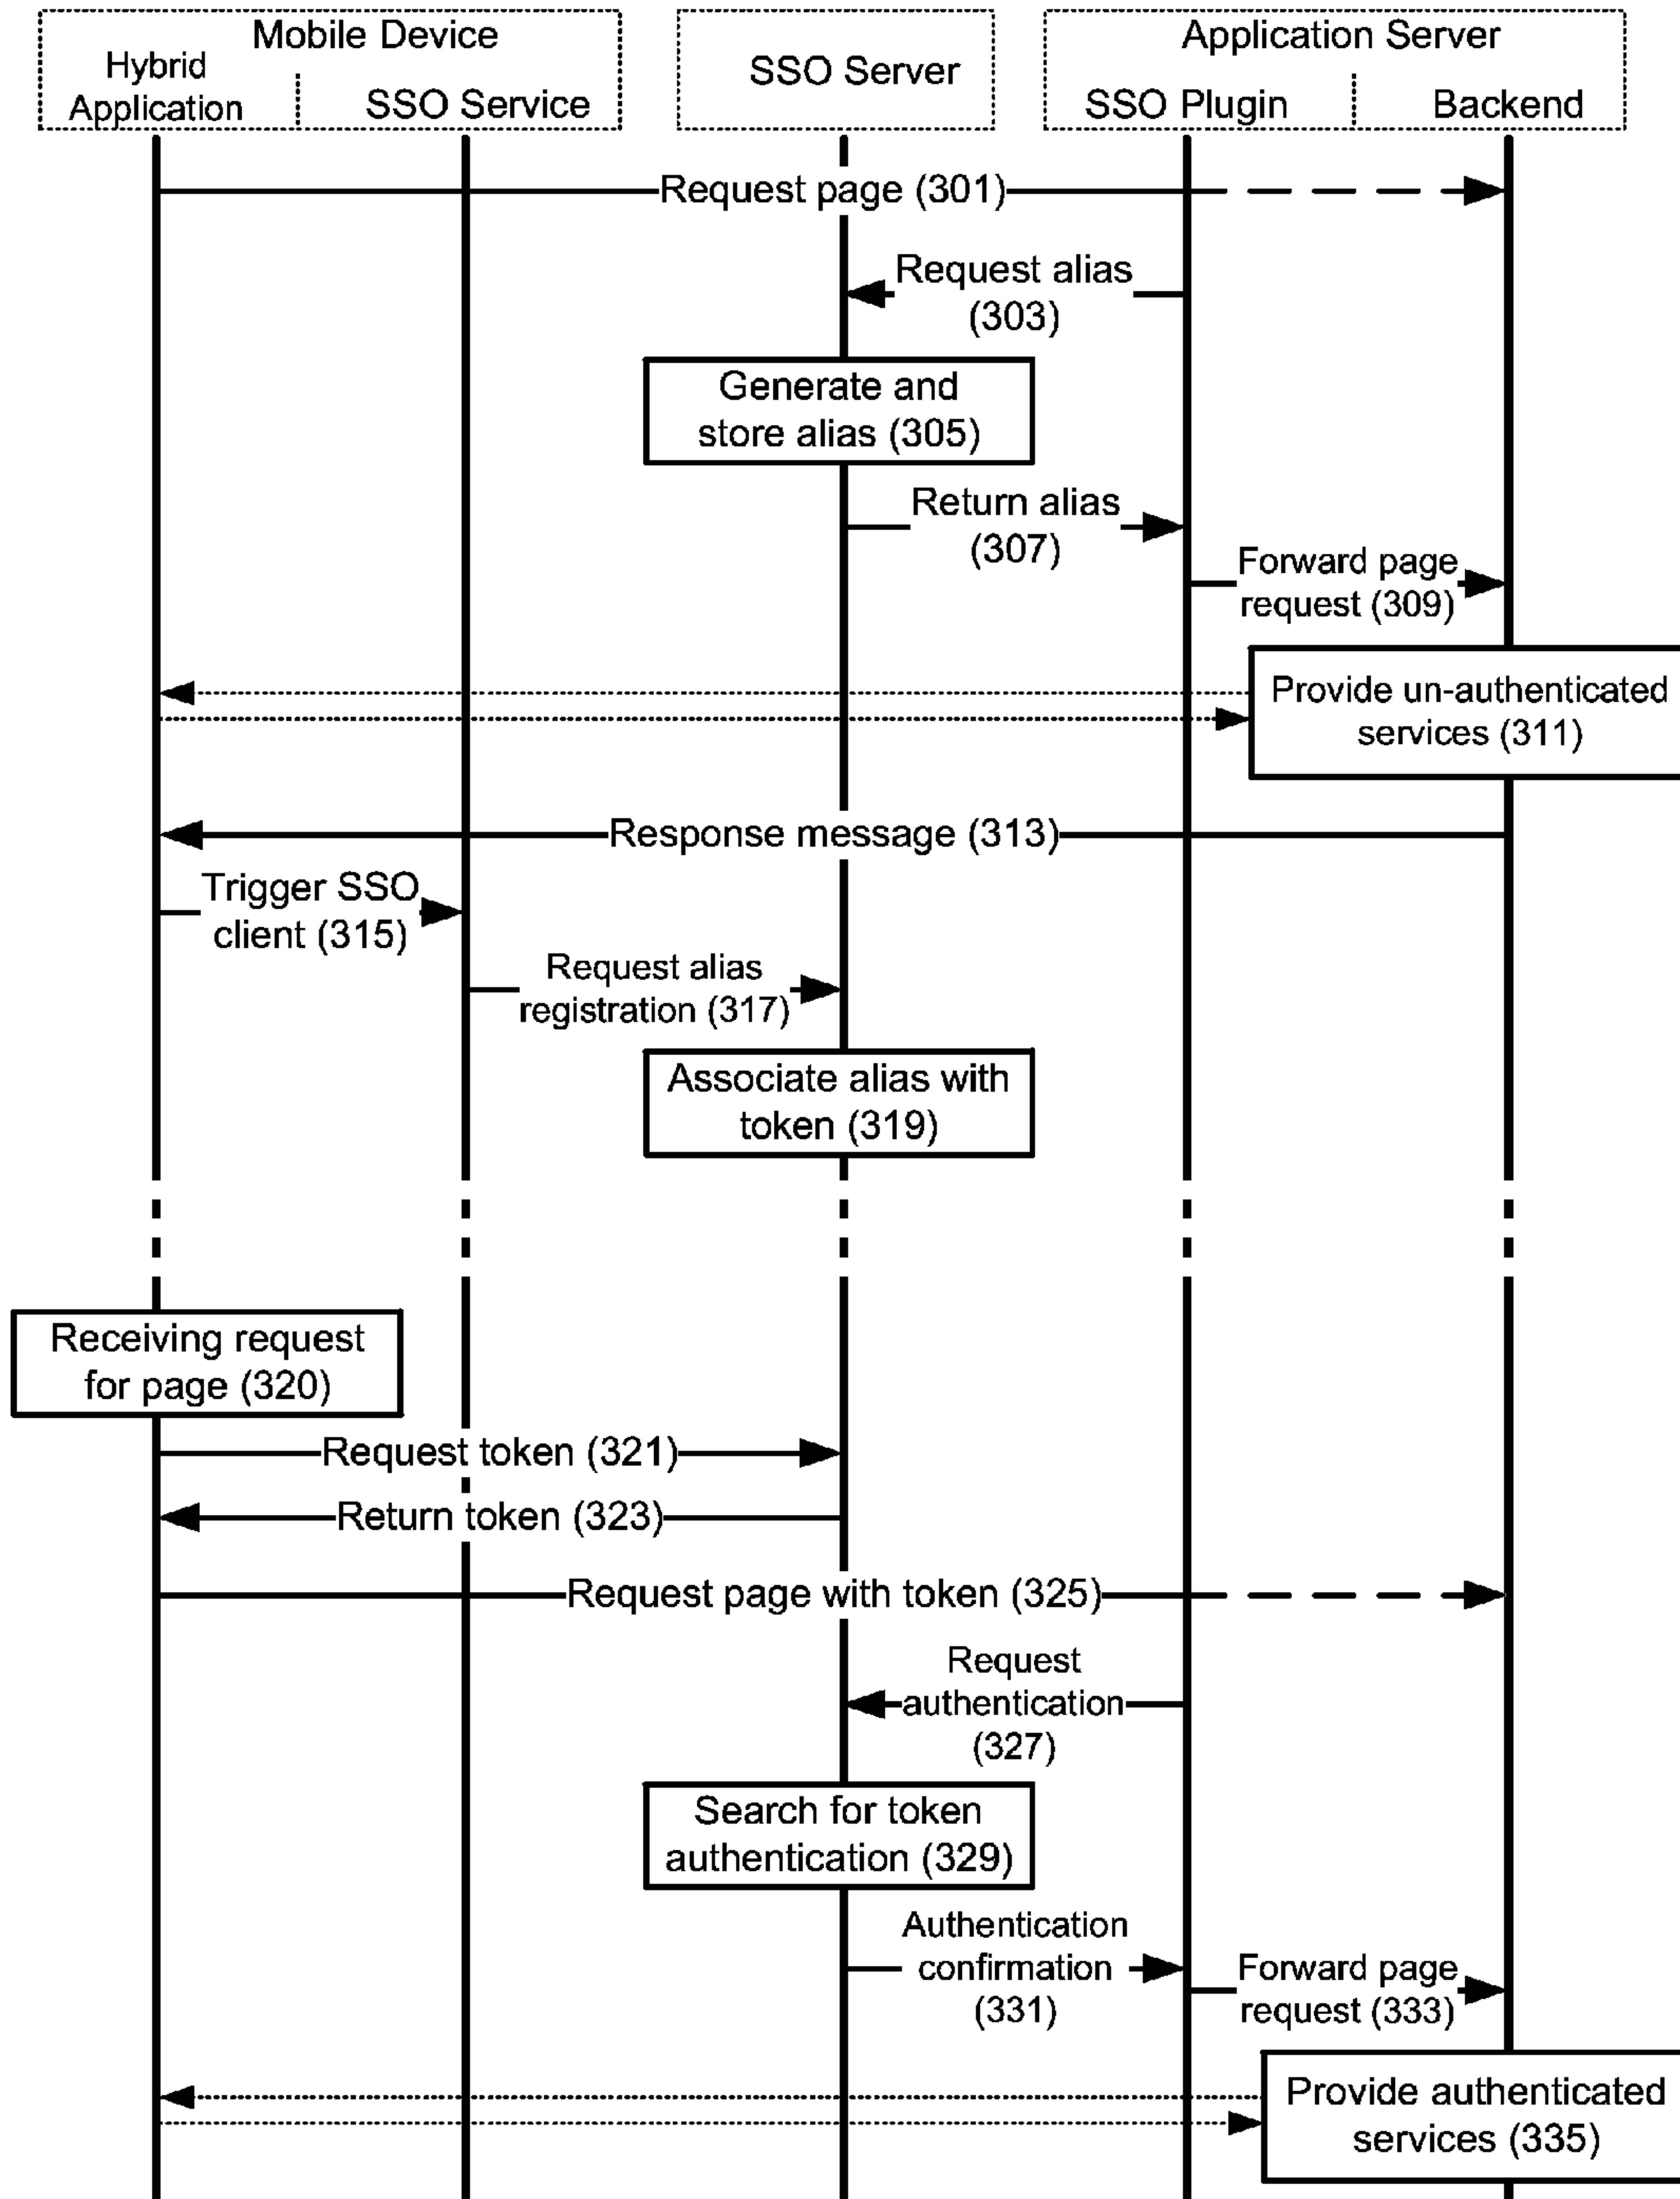 Mobile Device
Hybrid
Application
SSO Service
SSO Server
Application Server
SSO Plugin
Backend
Request page (301)
Request alias
(303)
Generate and
store alias (305)
Return alias
(307)
Forward page
request (309)
Provide un-authenticated
services (311)
Response message (313)
Trigger SSO
client (315)
Request alias
registration (317)
Associate alias with
token (319)
Receiving request
for page (320)
Request token (321)
Return token (323)
Request page with token (325)
Request
authentication
(327)
Search for token
authentication (329)
Authentication
confirmation
(331)
Forward page
request (333)
Provide authenticated
services (335)